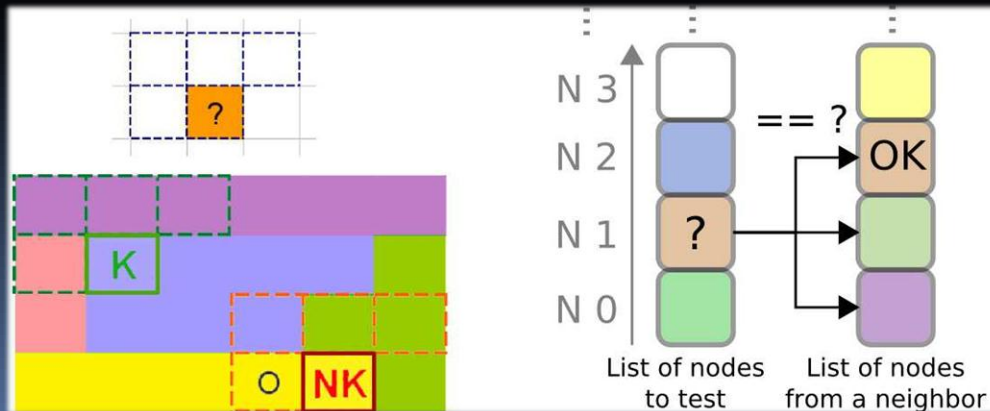 ?
K
O
NK
N 3
N 2
N 1
N 0
== ?
OK
?
List of nodes
to test
List of nodes
from a neighbor